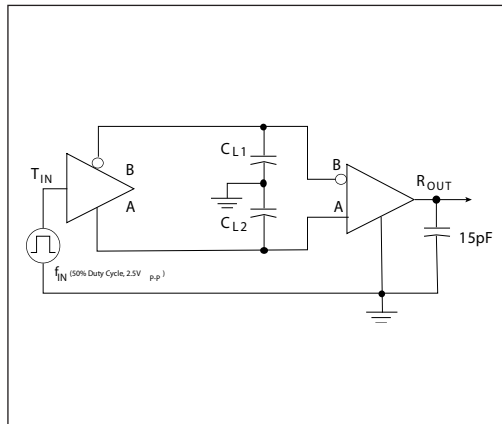 B
C L1
B
T IN
R OUT
B
A
A
C L2
15pF
f IN (50% Duty Cycle, 2.5V P-P )